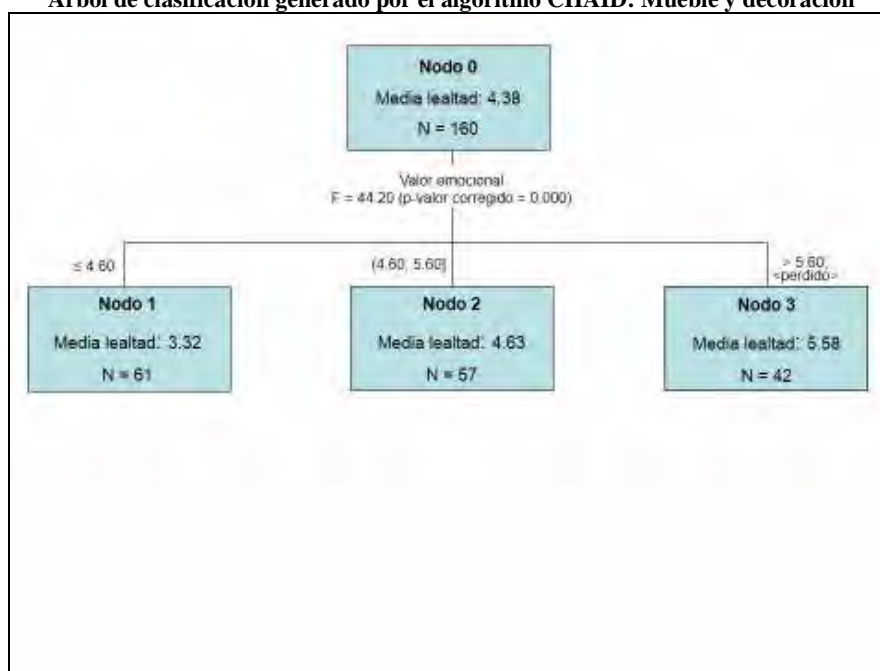 Árbol de clasificación generado por el algoritmo CHAID: Mueble y decoración
Nodo 0
Media lealtad: 4.38
N = 160
Valor emocional
F = 44.20 (p-valor corregido = 0.000)
≤ 4.60
(4.60; 5.60]
> 5.60;
<perdido>
Nodo 1
Media lealtad: 3.32
N = 61
Nodo 2
Media lealtad: 4.63
N = 57
Nodo 3
Media lealtad: 5.58
N = 42